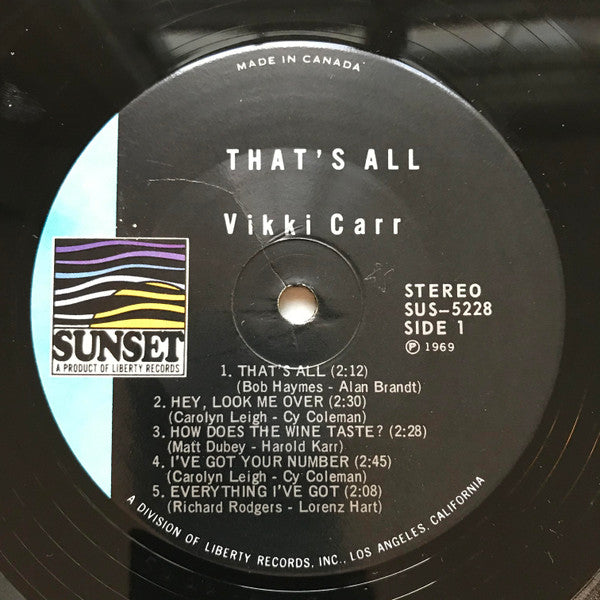 MADE IN CANADA
THAT'S ALL
Vikki Carr
STEREO
SUS-5228
SIDE 1
℗ 1969
SUNSET
A PRODUCT OF LIBERTY RECORDS
1. THAT'S ALL (2:12)
(Bob Haymes - Alan Brandt)
2. HEY, LOOK ME OVER (2:30)
(Carolyn Leigh - Cy Coleman)
3. HOW DOES THE WINE TASTE? (2:28)
(Matt Dubey - Harold Karr)
4. I'VE GOT YOUR NUMBER (2:45)
(Carolyn Leigh - Cy Coleman)
5. EVERYTHING I'VE GOT (2:08)
(Richard Rodgers - Lorenz Hart)
A DIVISION OF LIBERTY RECORDS, INC., LOS ANGELES, CALIFORNIA